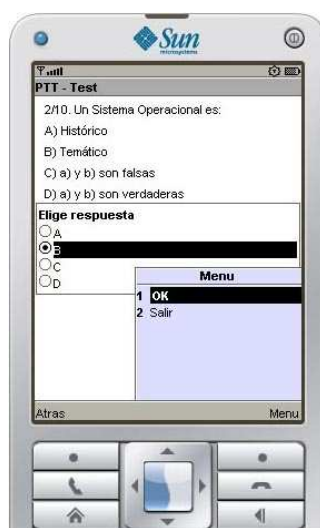 Sun
microsystems
PTT - Test
2/10. Un Sistema Operacional es:
A) Histórico
B) Temático
C) a) y b) son falsas
D) a) y b) son verdaderas
Elige respuesta
A
B
C
D
Menu
1 OK
2 Salir
Atras
Menu